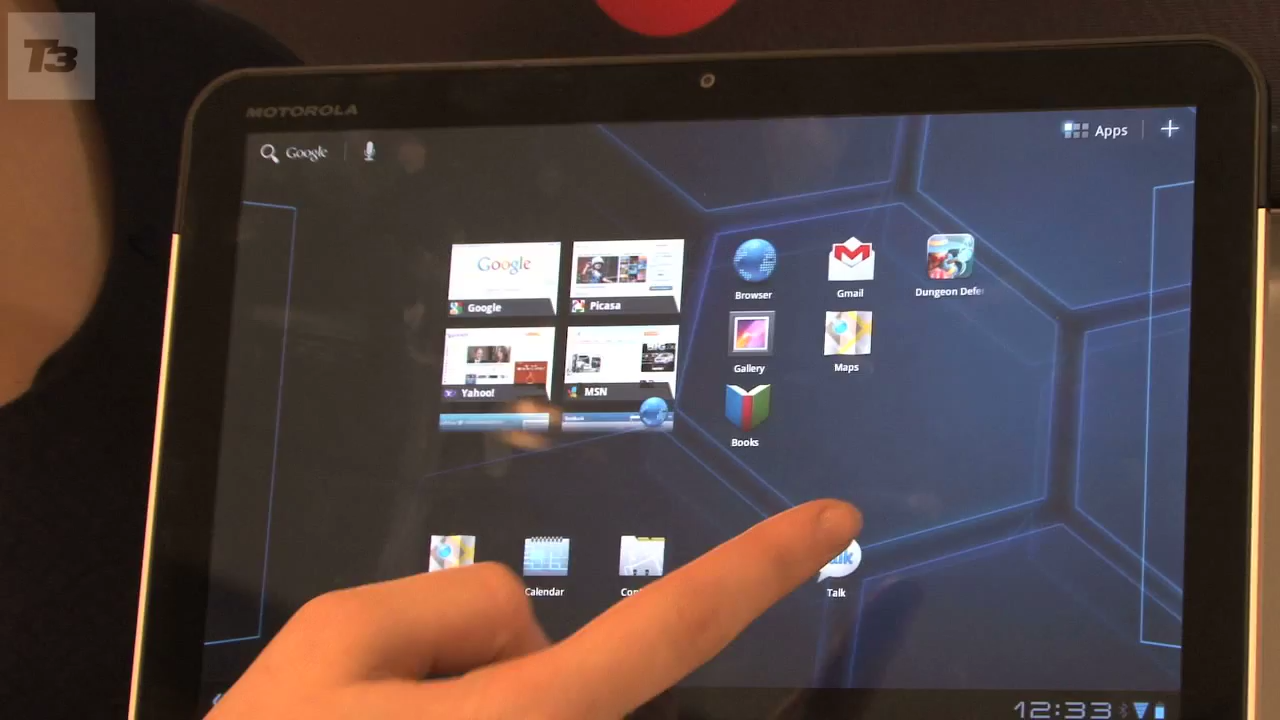 T3
MOTOROLA
Google
Apps
Google
Google
Picasa
Browser
Gmail
Dungeon Defe
Yahoo!
MSN
Gallery
Maps
Books
Calendar
Con
Talk
12:33